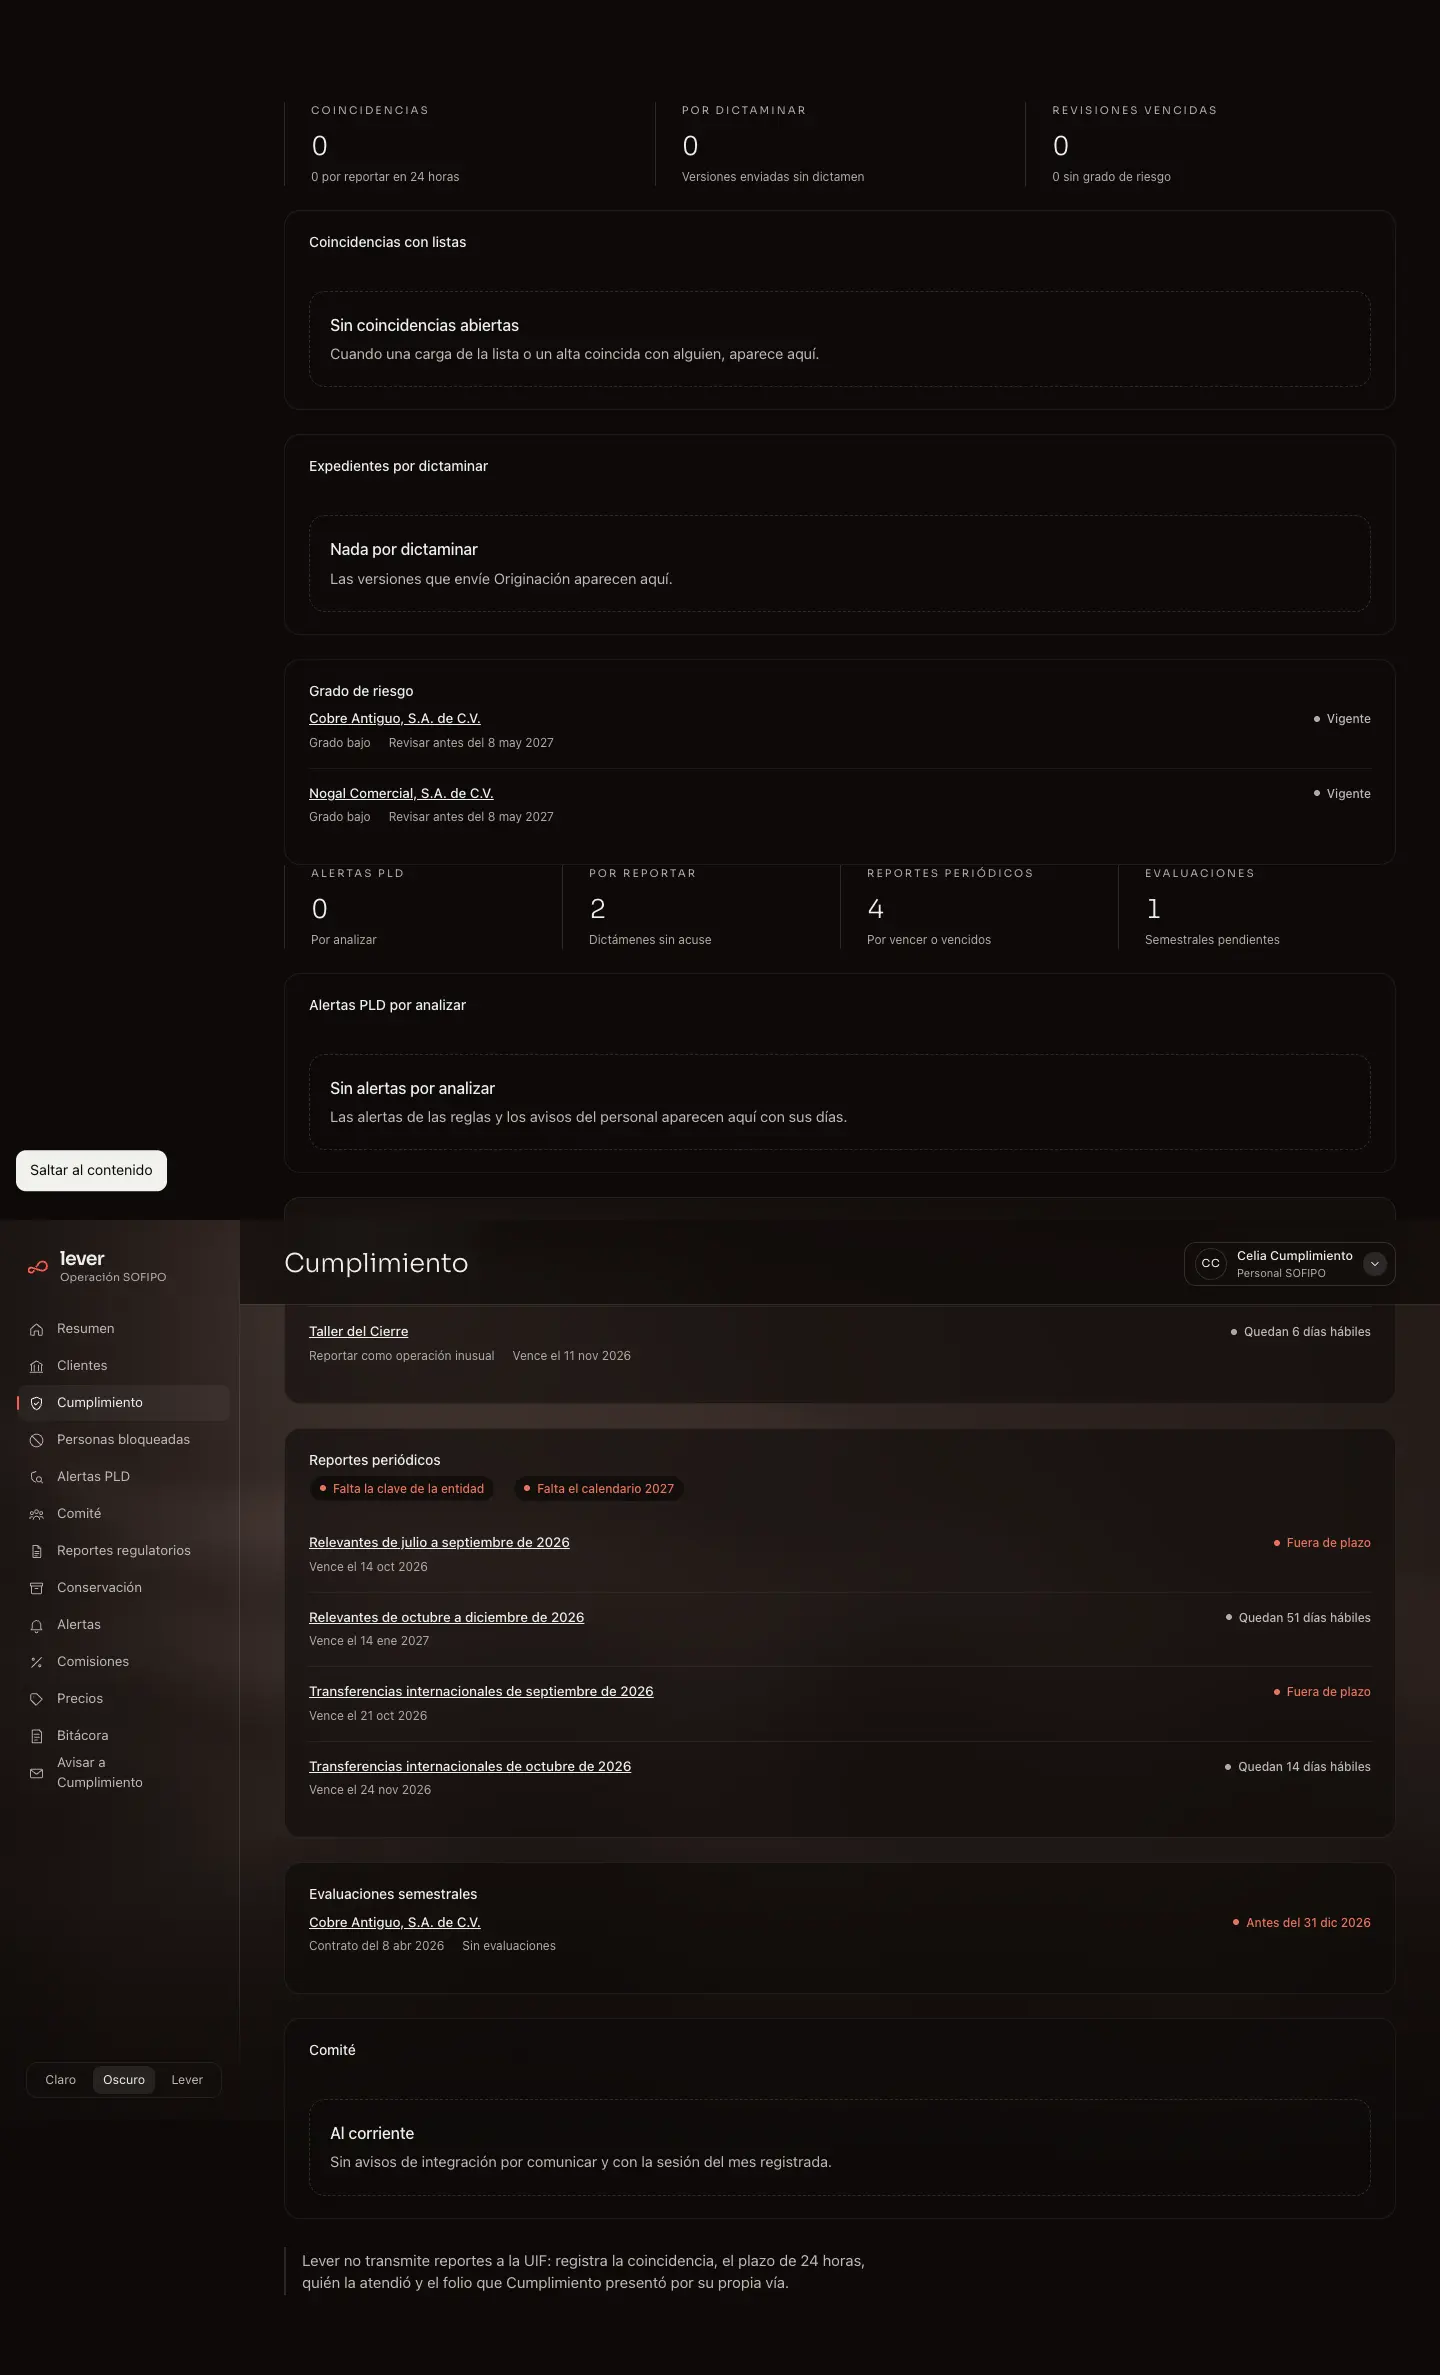 COINCIDENCIAS
0
0 por reportar en 24 horas
POR DICTAMINAR
0
Versiones enviadas sin dictamen
REVISIONES VENCIDAS
0
0 sin grado de riesgo
Coincidencias con listas
Sin coincidencias abiertas
Cuando una carga de la lista o un alta coincida con alguien, aparece aquí.
Expedientes por dictaminar
Nada por dictaminar
Las versiones que envíe Originación aparecen aquí.
Grado de riesgo
Cobre Antiguo, S.A. de C.V.
Vigente
Grado bajo Revisar antes del 8 may 2027
Nogal Comercial, S.A. de C.V.
Vigente
Grado bajo Revisar antes del 8 may 2027
ALERTAS PLD
0
Por analizar
POR REPORTAR
2
Dictámenes sin acuse
REPORTES PERIÓDICOS
4
Por vencer o vencidos
EVALUACIONES
1
Semestrales pendientes
Alertas PLD por analizar
Sin alertas por analizar
Las alertas de las reglas y los avisos del personal aparecen aquí con sus días.
Saltar al contenido
lever
Operación SOFIPO
Resumen
Clientes
Cumplimiento
Personas bloqueadas
Alertas PLD
Comité
Reportes regulatorios
Conservación
Alertas
Comisiones
Precios
Bitácora
Avisar a
Cumplimiento
Claro Oscuro Lever
Cumplimiento
CC
Celia Cumplimiento
Personal SOFIPO
Taller del Cierre
Quedan 6 días hábiles
Reportar como operación inusual Vence el 11 nov 2026
Reportes periódicos
Falta la clave de la entidad
Falta el calendario 2027
Relevantes de julio a septiembre de 2026
Fuera de plazo
Vence el 14 oct 2026
Relevantes de octubre a diciembre de 2026
Quedan 51 días hábiles
Vence el 14 ene 2027
Transferencias internacionales de septiembre de 2026
Fuera de plazo
Vence el 21 oct 2026
Transferencias internacionales de octubre de 2026
Quedan 14 días hábiles
Vence el 24 nov 2026
Evaluaciones semestrales
Cobre Antiguo, S.A. de C.V.
Antes del 31 dic 2026
Contrato del 8 abr 2026 Sin evaluaciones
Comité
Al corriente
Sin avisos de integración por comunicar y con la sesión del mes registrada.
Lever no transmite reportes a la UIF: registra la coincidencia, el plazo de 24 horas,
quién la atendió y el folio que Cumplimiento presentó por su propia vía.